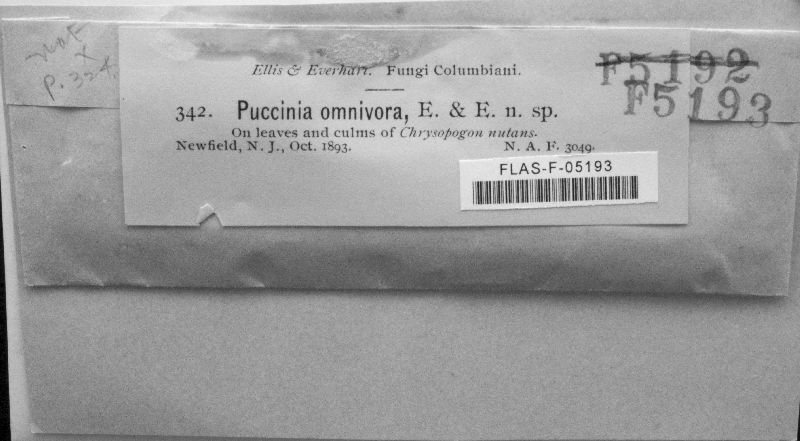 Not
X
p. 324.
Ellis & Everhart. Fungi Columbiani.
F5192
F5193
342. Puccinia omnivora, E. & E. n. sp.
On leaves and culms of Chrysopogon nutans.
Newfield, N. J., Oct. 1893. N. A. F. 3049.
FLAS-F-05193